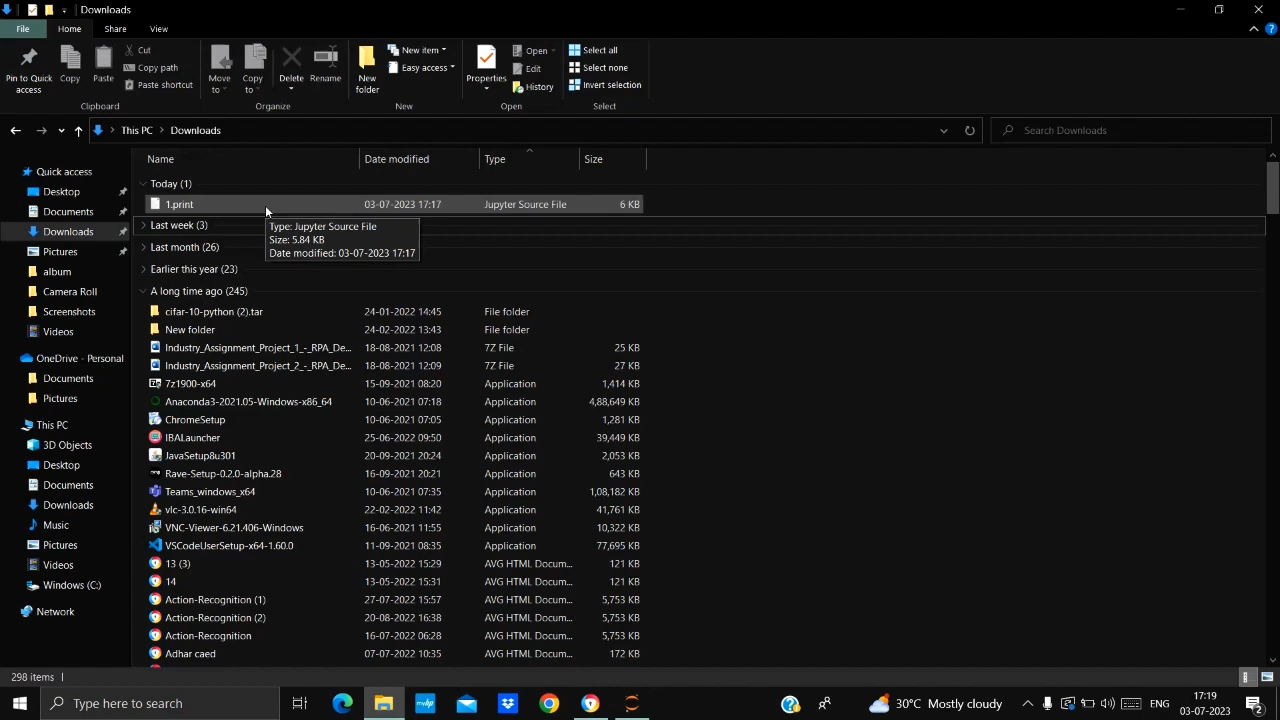 Downloads
File Home Share View
Pin to Quick access
Copy
Paste
Cut
Copy path
Paste shortcut
Clipboard
Move to
Copy to
Delete
Rename
Organize
New folder
New item
Easy access
New
Properties
Open
Edit
History
Open
Select all
Select none
Invert selection
Select
This PC > Downloads
Search Downloads
Quick access
Desktop
Documents
Downloads
Pictures
album
Camera Roll
Screenshots
Videos
OneDrive - Personal
Documents
Pictures
This PC
3D Objects
Desktop
Documents
Downloads
Music
Pictures
Videos
Windows (C:)
Network
Name Date modified Type Size
Today (1)
1.print 03-07-2023 17:17 Jupyter Source File 6 KB
Type: Jupyter Source File
Size: 5.84 KB
Date modified: 03-07-2023 17:17
Last week (3)
Last month (26)
Earlier this year (23)
A long time ago (245)
cifar-10-python (2).tar 24-01-2022 14:45 File folder
New folder 24-02-2022 13:43 File folder
Industry_Assignment_Project_1_-_RPA_De... 18-08-2021 12:08 7Z File 25 KB
Industry_Assignment_Project_2_-_RPA_De... 18-08-2021 12:09 7Z File 27 KB
7z1900-x64 15-09-2021 08:20 Application 1,414 KB
Anaconda3-2021.05-Windows-x86_64 10-06-2021 07:18 Application 4,88,649 KB
ChromeSetup 10-06-2021 07:05 Application 1,281 KB
IBALauncher 25-06-2022 09:50 Application 39,449 KB
JavaSetup8u301 20-09-2021 20:24 Application 2,053 KB
Rave-Setup-0.2.0-alpha.28 16-09-2021 20:21 Application 643 KB
Teams_windows_x64 10-06-2021 07:35 Application 1,08,182 KB
vlc-3.0.16-win64 22-02-2022 11:44 Application 41,761 KB
VNC-Viewer-6.21.406-Windows 16-06-2021 11:55 Application 10,322 KB
VSCodeUserSetup-x64-1.60.0 11-09-2021 08:35 Application 77,695 KB
13 (3) 13-05-2022 15:29 AVG HTML Docum... 121 KB
14 13-05-2022 15:31 AVG HTML Docum... 121 KB
Action-Recognition (1) 27-07-2022 15:57 AVG HTML Docum... 5,753 KB
Action-Recognition (2) 20-08-2022 16:38 AVG HTML Docum... 5,753 KB
Action-Recognition 16-07-2022 06:28 AVG HTML Docum... 5,753 KB
Adhar caed 07-07-2022 10:35 AVG HTML Docum... 172 KB
298 items
Type here to search
30°C Mostly cloudy
ENG
17:19
03-07-2023
2